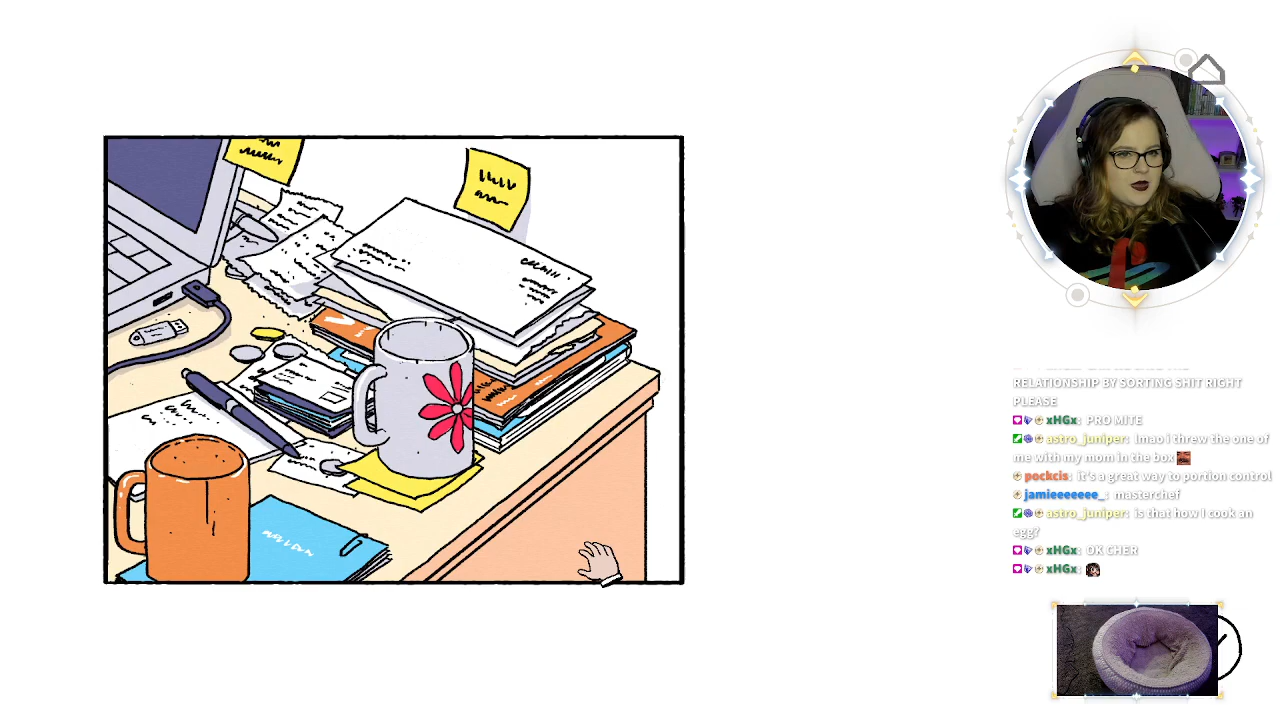 RELATIONSHIP BY SORTING SHIT RIGHT
PLEASE
xHGx: PRO MITE
astro_juniper: lmao i threw the one of
me with my mom in the box
pockcis: it's a great way to portion control
jamieeeeeee_: masterchef
astro_juniper: is that how I cook an
egg?
xHGx: OK CHER
xHGx: